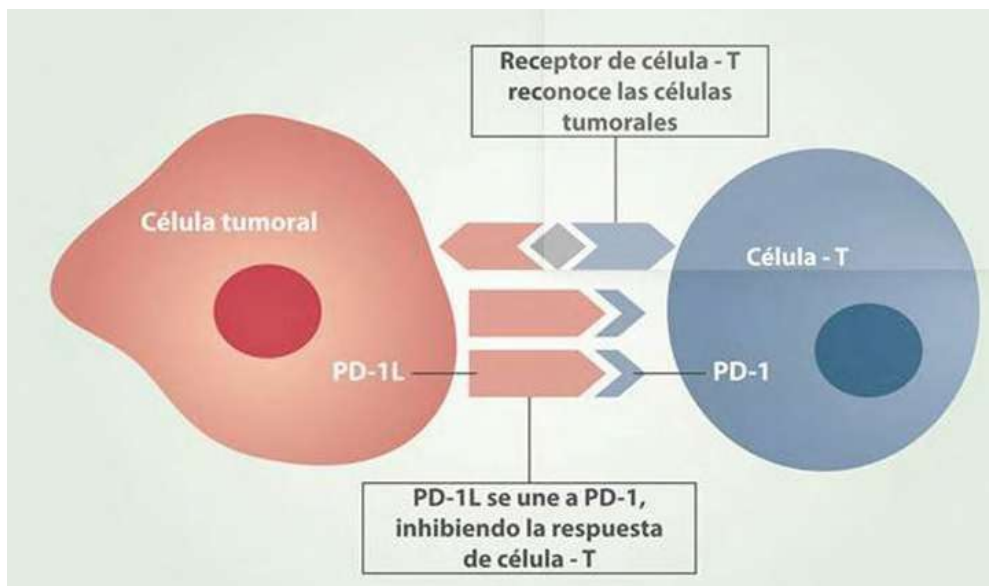 Receptor de célula - T
reconoce las células
tumorales
Célula tumoral
Célula - T
PD-1L
PD-1
PD-1L se une a PD-1,
inhibiendo la respuesta
de célula - T